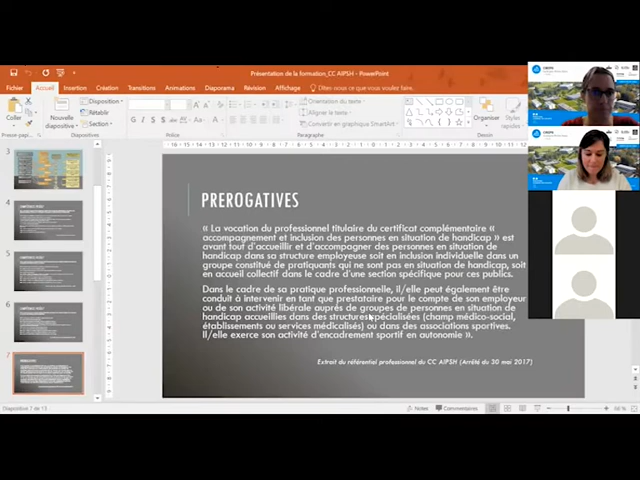 Présentation de la formation_CC AIPSH - PowerPoint
Fichier Accueil Insertion Création Transitions Animations Diaporama Révision Affichage Dites nous ce que vous voulez faire.
Coller
Nouvelle diapositive
Disposition
Rétablir
Section
Orientation du texte
Aligner le texte
Convertir en graphique SmartArt
Organiser
Styles rapides
Presse-pap... Diapositives Police Paragraphe Dessin
3
4
5
6
7
PREROGATIVES
« La vocation du professionnel titulaire du certificat complémentaire «
accompagnement et inclusion des personnes en situation de handicap » est
avant tout d'accueillir et d'accompagner des personnes en situation de
handicap dans sa structure employeuse soit en inclusion individuelle dans un
groupe constitué de pratiquants qui ne sont pas en situation de handicap, soit
en accueil collectif dans le cadre d'une section spécifique pour ces publics.
Dans le cadre de sa pratique professionnelle, il/elle peut également être
conduit à intervenir en tant que prestataire pour le compte de son employeur
ou de son activité libérale auprès de groupes de personnes en situation de
handicap accueillies dans des structures spécialisées (champ médico-social,
établissements ou services médicalisés) ou dans des associations sportives.
Il/elle exerce son activité d'encadrement sportif en autonomie ».
Extrait du référentiel professionnel du CC AIPSH (Arrêté du 30 mai 2017)
Diapositive 7 de 13
Notes
Commentaires